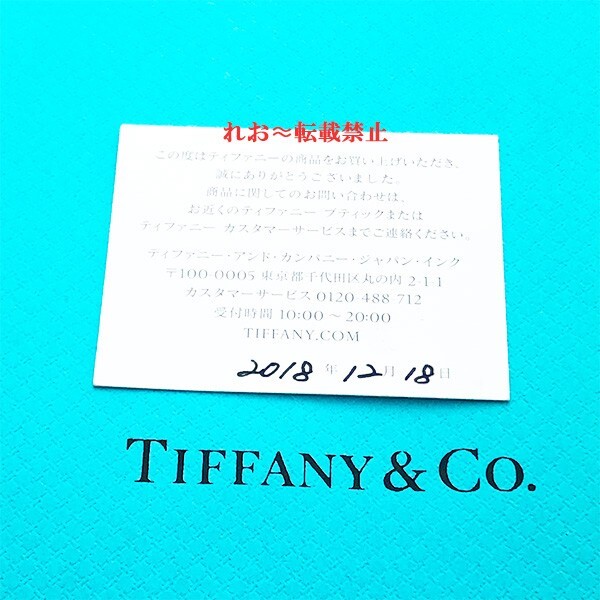 れお～転載禁止
この度はティファニーの商品をお買い上げいただき、
誠にありがとうございました。
商品に関してのお問い合わせは、
お近くのティファニー ブティックまたは
ティファニー カスタマーサービスまでご連絡ください。
ティファニー・アンド・カンパニー・ジャパン・インク
〒100-0005 東京都千代田区丸の内 2-1-1
カスタマーサービス 0120-488-712
受付時間 10:00～20:00
TIFFANY.COM
2018 年 12 月 18 日
TIFFANY & CO.